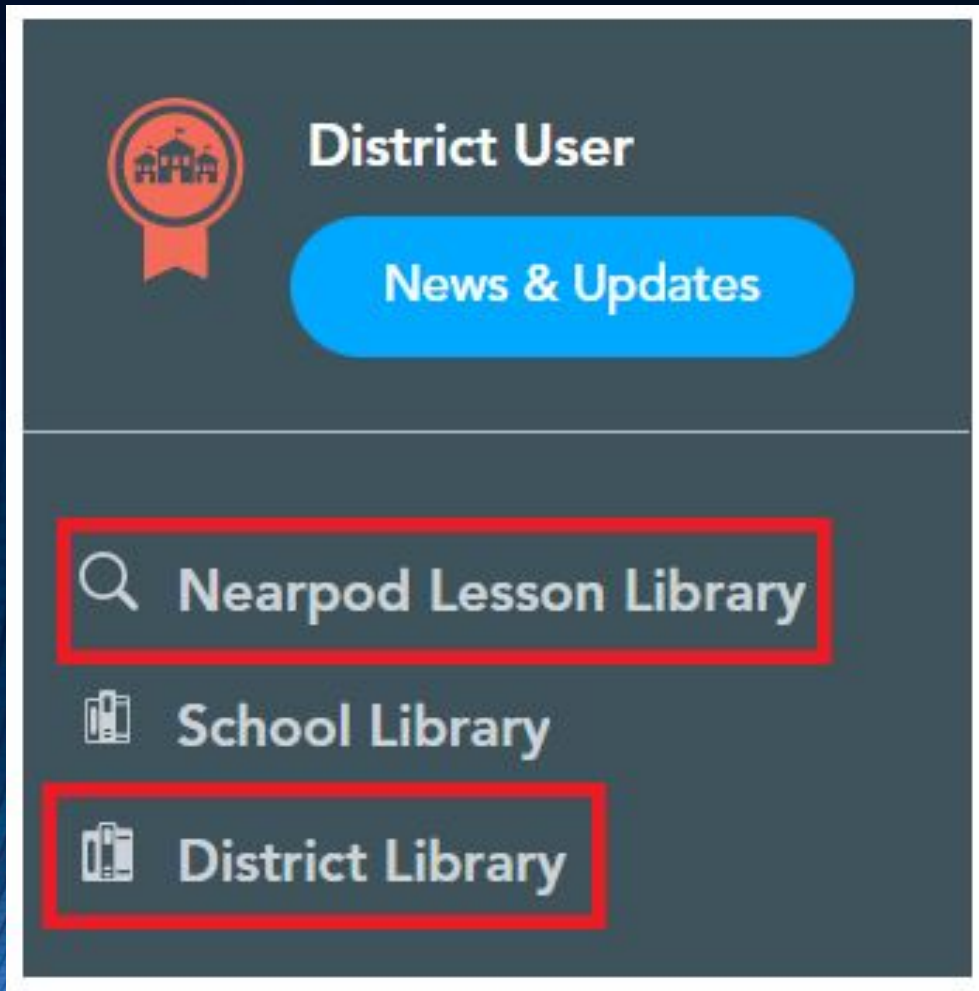 District User
News & Updates
Nearpod Lesson Library
School Library
District Library